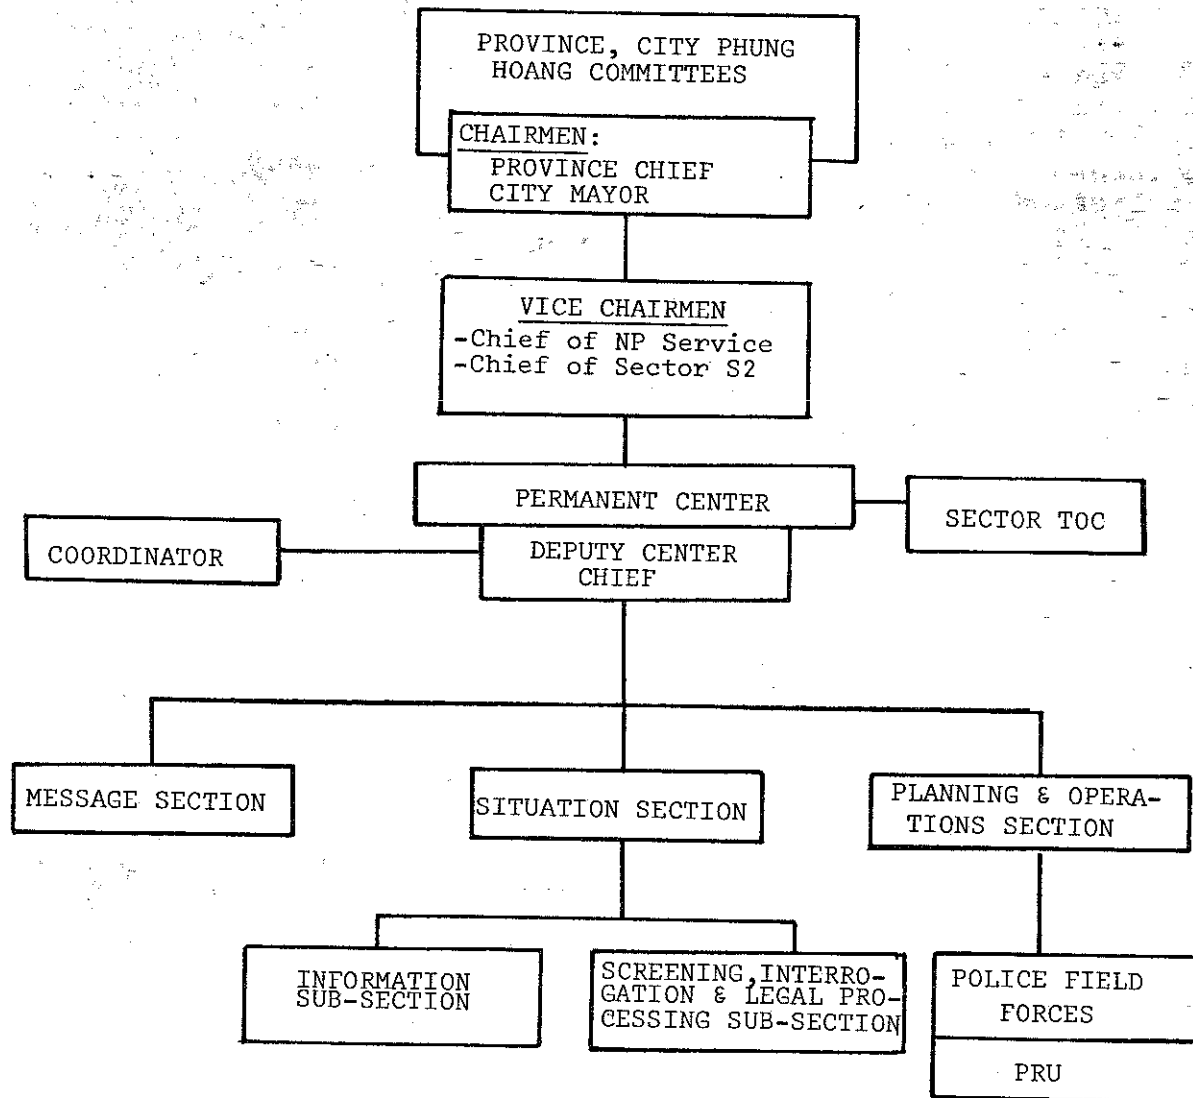 PROVINCE, CITY PHUNG
HOANG COMMITTEES
CHAIRMEN:
PROVINCE CHIEF
CITY MAYOR
VICE CHAIRMEN
-Chief of NP Service
-Chief of Sector S2
PERMANENT CENTER
SECTOR TOC
COORDINATOR
DEPUTY CENTER
CHIEF
MESSAGE SECTION
SITUATION SECTION
PLANNING & OPERA-
TIONS SECTION
INFORMATION
SUB-SECTION
SCREENING,INTERRO-
GATION & LEGAL PRO-
CESSING SUB-SECTION
POLICE FIELD
FORCES
PRU